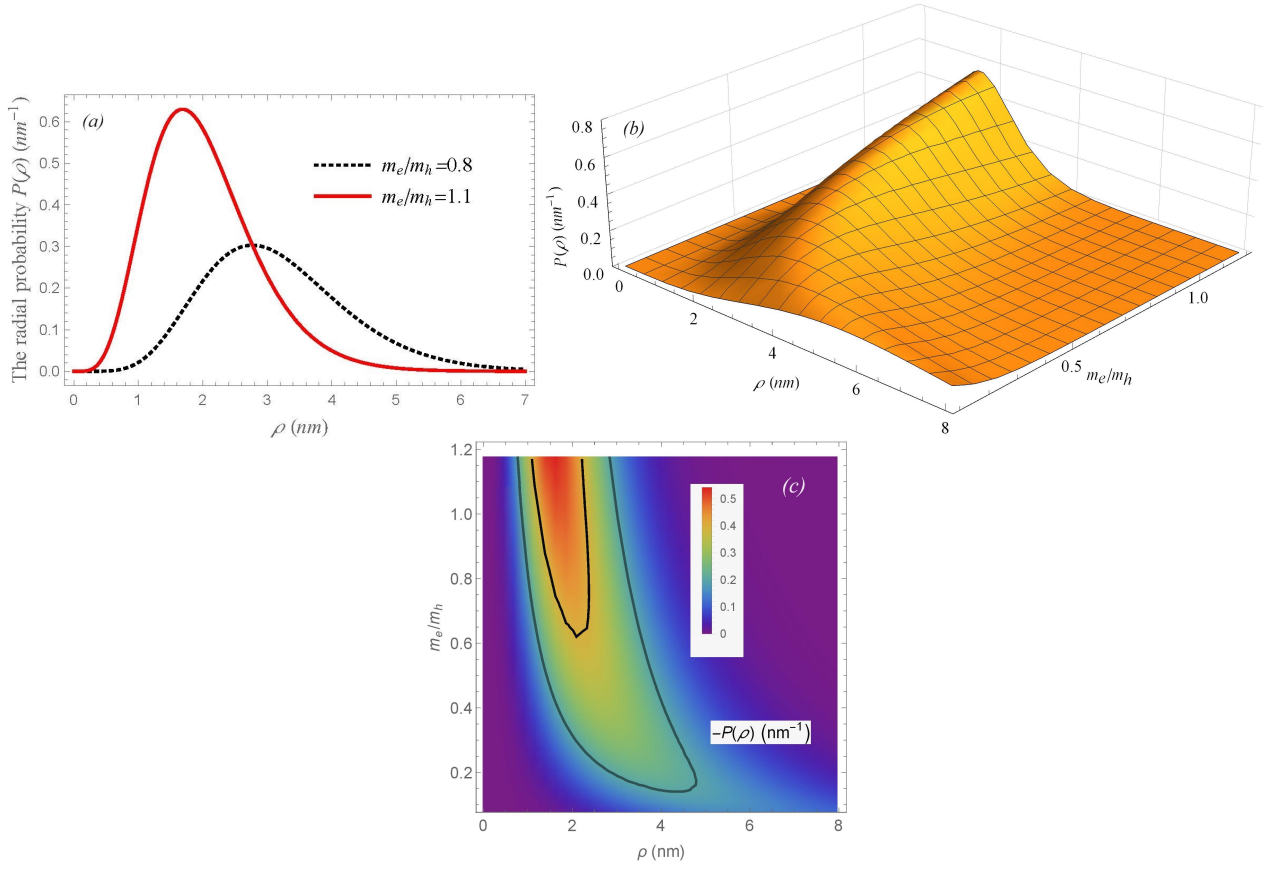 The radial probability P(ρ) (nm⁻¹)
0.6
0.5
0.4
0.3
0.2
0.1
0.0
(a)
mₑ/mₕ=0.8
mₑ/mₕ=1.1
0 1 2 3 4 5 6 7
ρ (nm)
(b)
P(ρ) (nm⁻¹)
0.8
0.6
0.4
0.2
0.0
0
2
4
6
8
ρ (nm)
0.5
1.0
mₑ/mₕ
mₑ/mₕ
1.2
1.0
0.8
0.6
0.4
0.2
(c)
0.5
0.4
0.3
0.2
0.1
0
−P(ρ) (nm⁻¹)
0 2 4 6 8
ρ (nm)